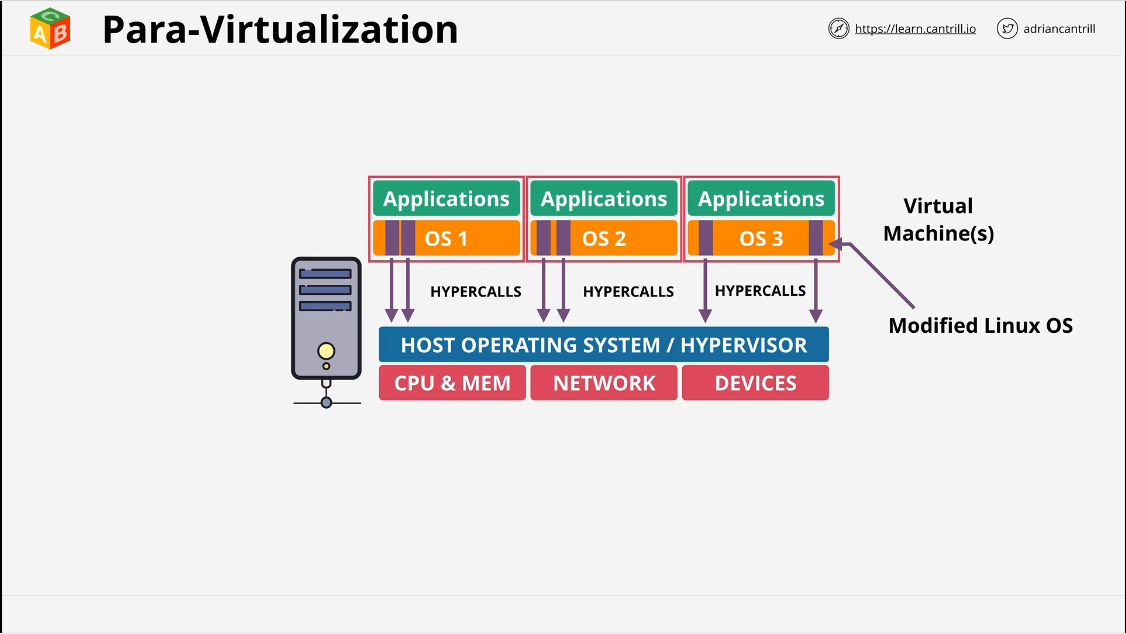 Para-Virtualization
https://learn.cantrill.io
adriancantrill
Applications
Applications
Applications
OS 1
OS 2
OS 3
Virtual
Machine(s)
HYPERCALLS
HYPERCALLS
HYPERCALLS
Modified Linux OS
HOST OPERATING SYSTEM / HYPERVISOR
CPU & MEM
NETWORK
DEVICES
A
B
C